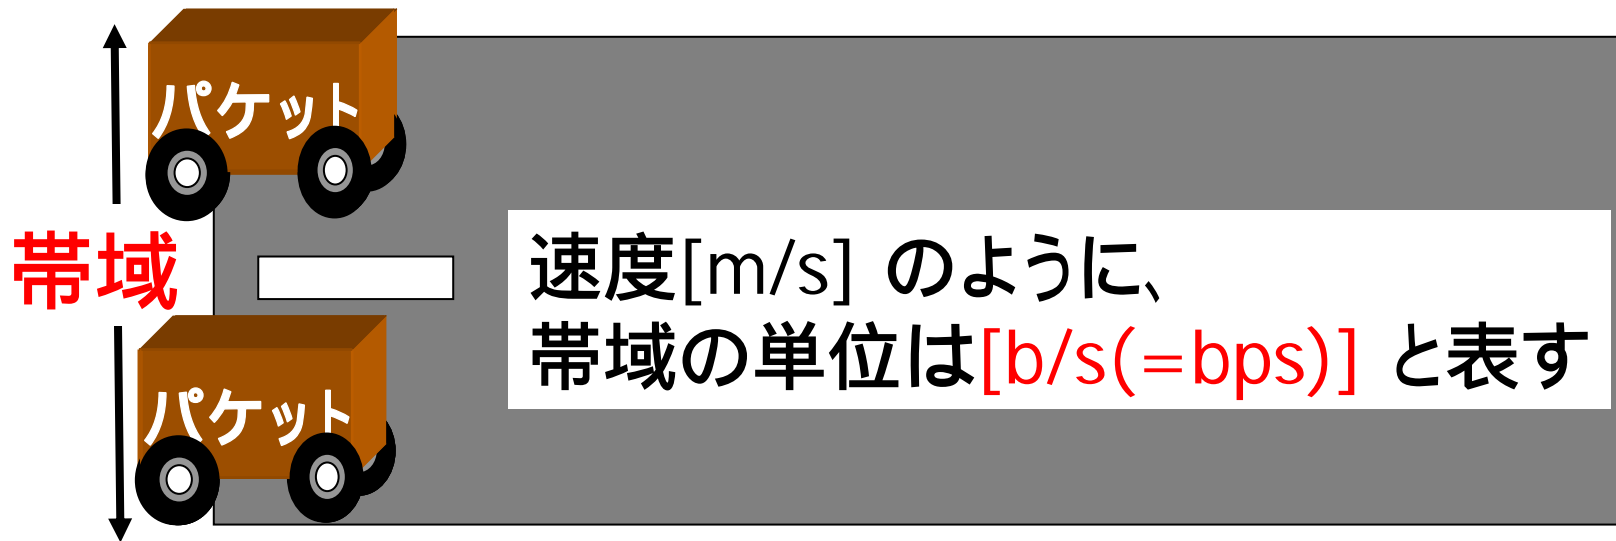 パケット
帯域
速度[m/s] のように、
帯域の単位は[b/s(=bps)] と表す
パケット